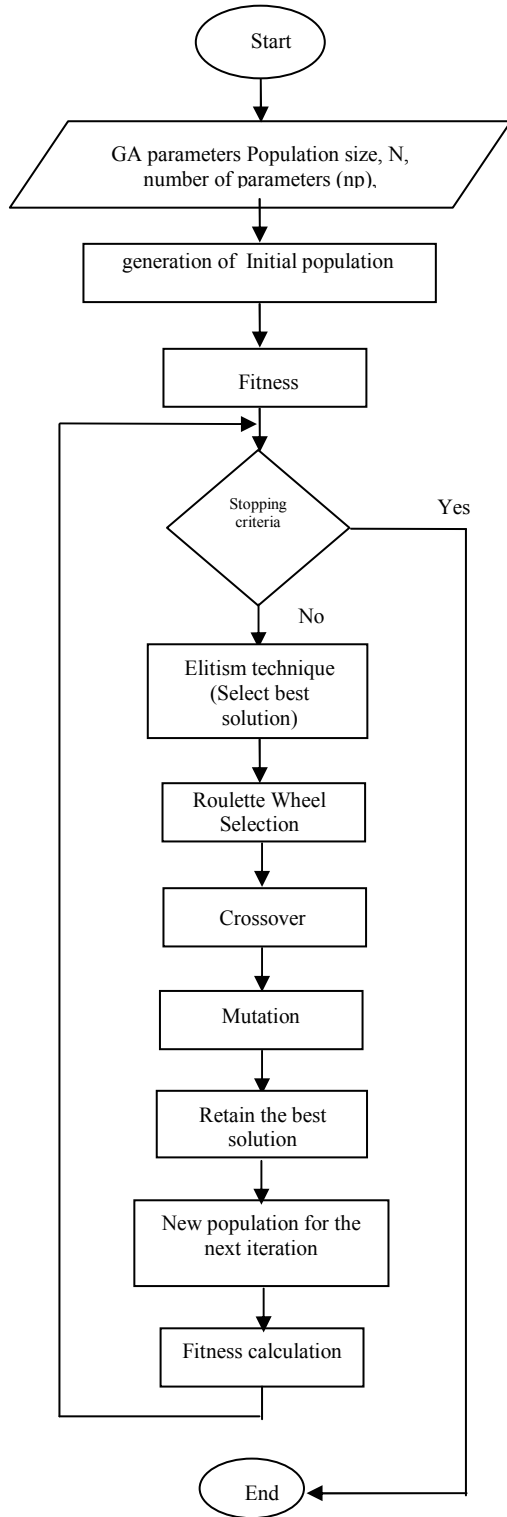 Start
GA parameters Population size, N,
number of parameters (np),
generation of Initial population
Fitness
Stopping
criteria
Yes
No
Elitism technique
(Select best
solution)
Roulette Wheel
Selection
Crossover
Mutation
Retain the best
solution
New population for the
next iteration
Fitness calculation
End